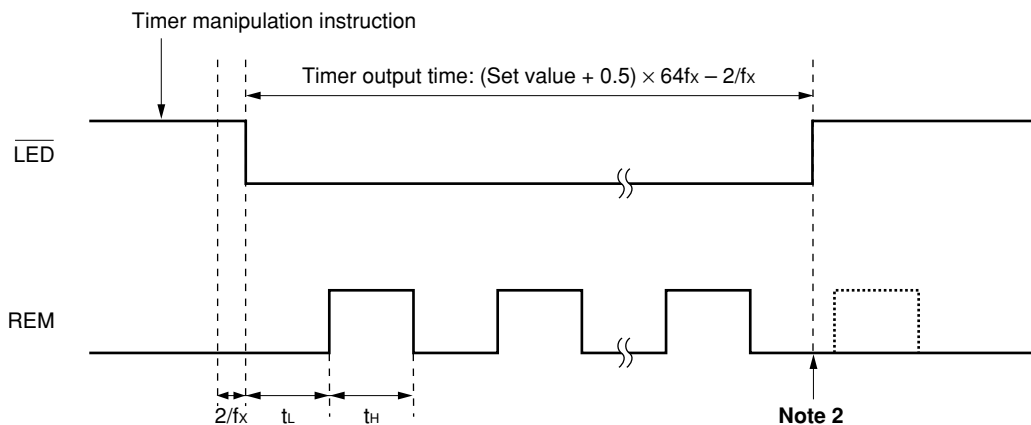 Timer manipulation instruction
Timer output time: (Set value + 0.5) × 64fx – 2/fx
LED
REM
2/fx
tL
tH
Note 2